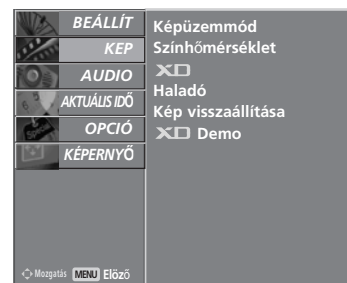 BEÁLLÍT
KEP
AUDIO
AKTUÁLIS IDŐ
OPCIÓ
KÉPERNYŐ
Képüzemmód
Színhőmérséklet
XD
Haladó
Kép visszaállítása
XD Demo
Mozgatás MENU Előző